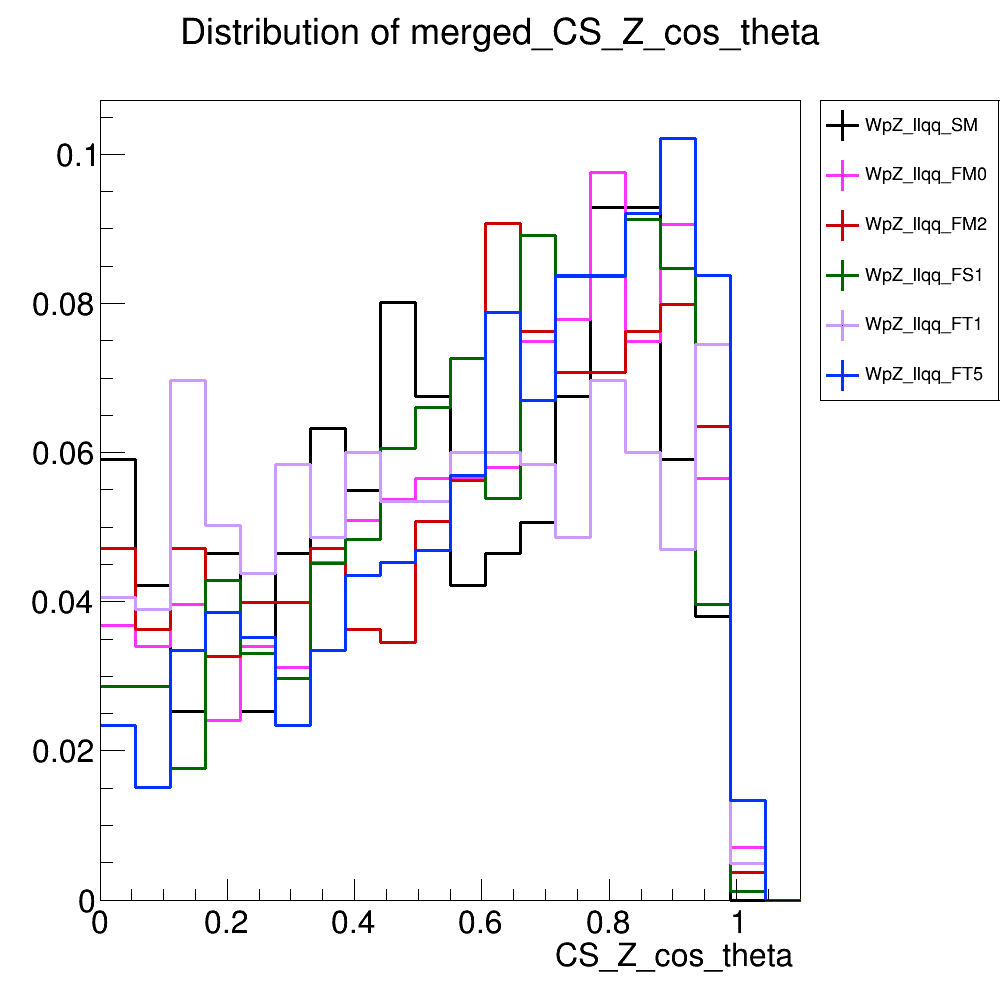 Distribution of merged_CS_Z_cos_theta
0.1
0.08
0.06
0.04
0.02
0
0 0.2 0.4 0.6 0.8 1
CS_Z_cos_theta
WpZ_llqq_SM
WpZ_llqq_FM0
WpZ_llqq_FM2
WpZ_llqq_FS1
WpZ_llqq_FT1
WpZ_llqq_FT5